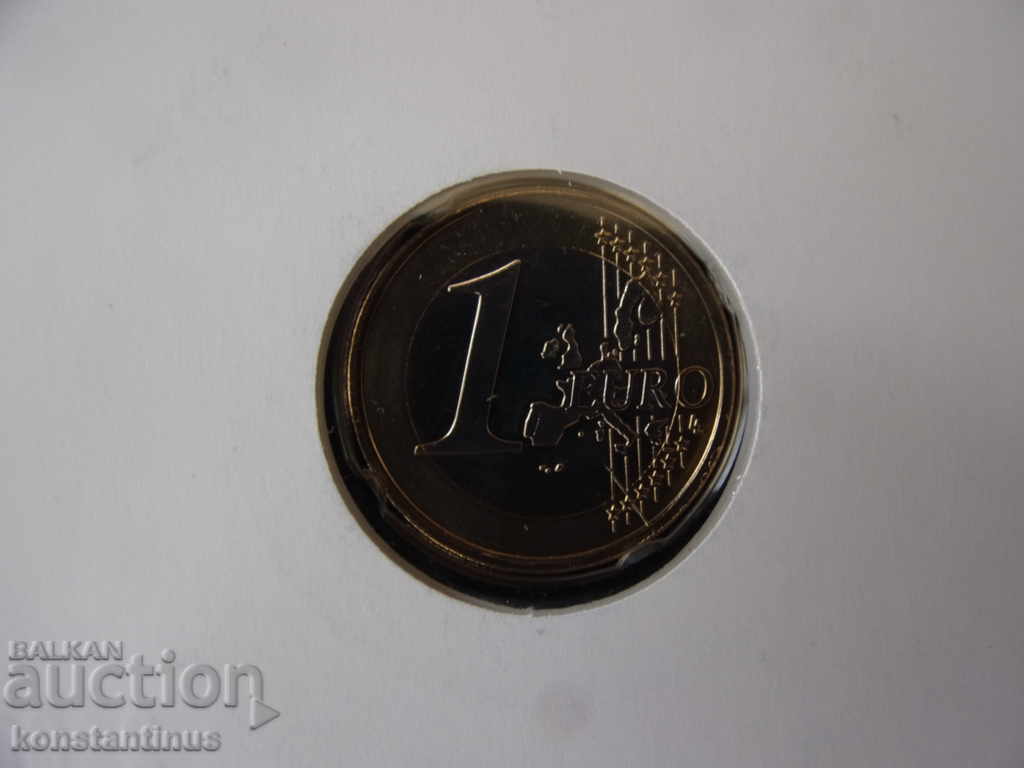 1
EURO
BALKAN
auction
konstantinus